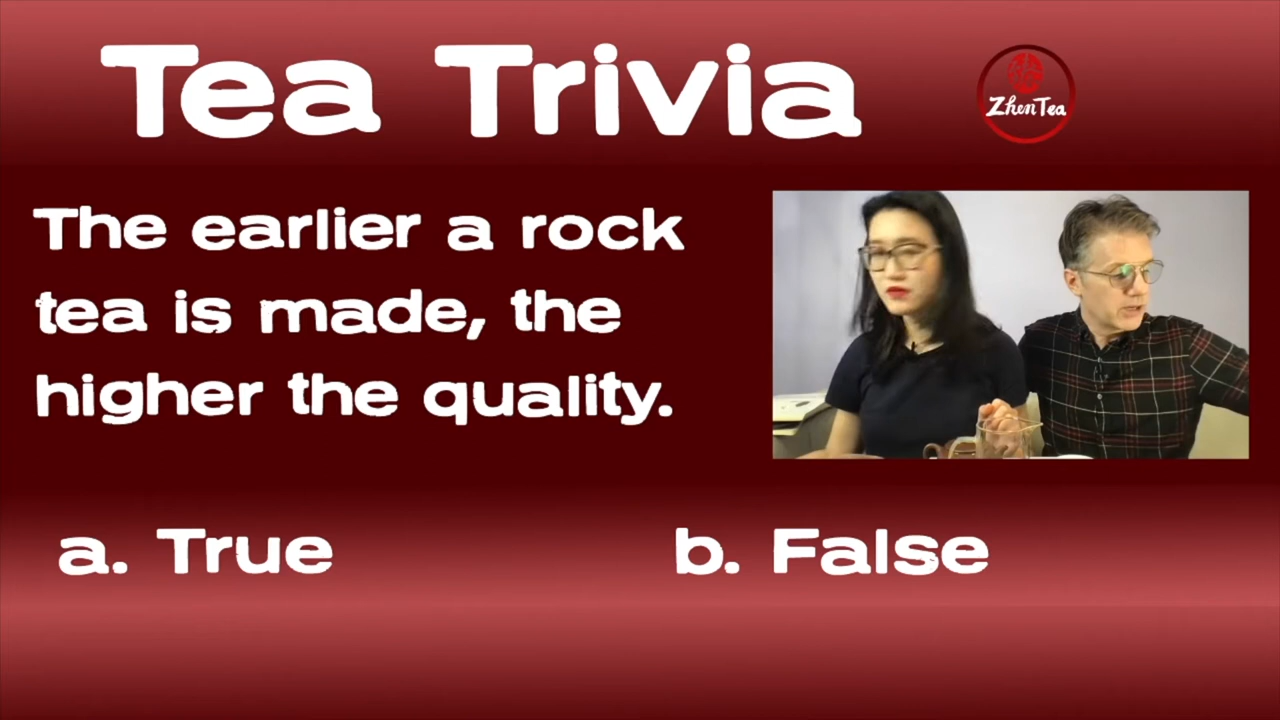 Tea Trivia
ZhenTea
The earlier a rock
tea is made, the
higher the quality.
a. True
b. False